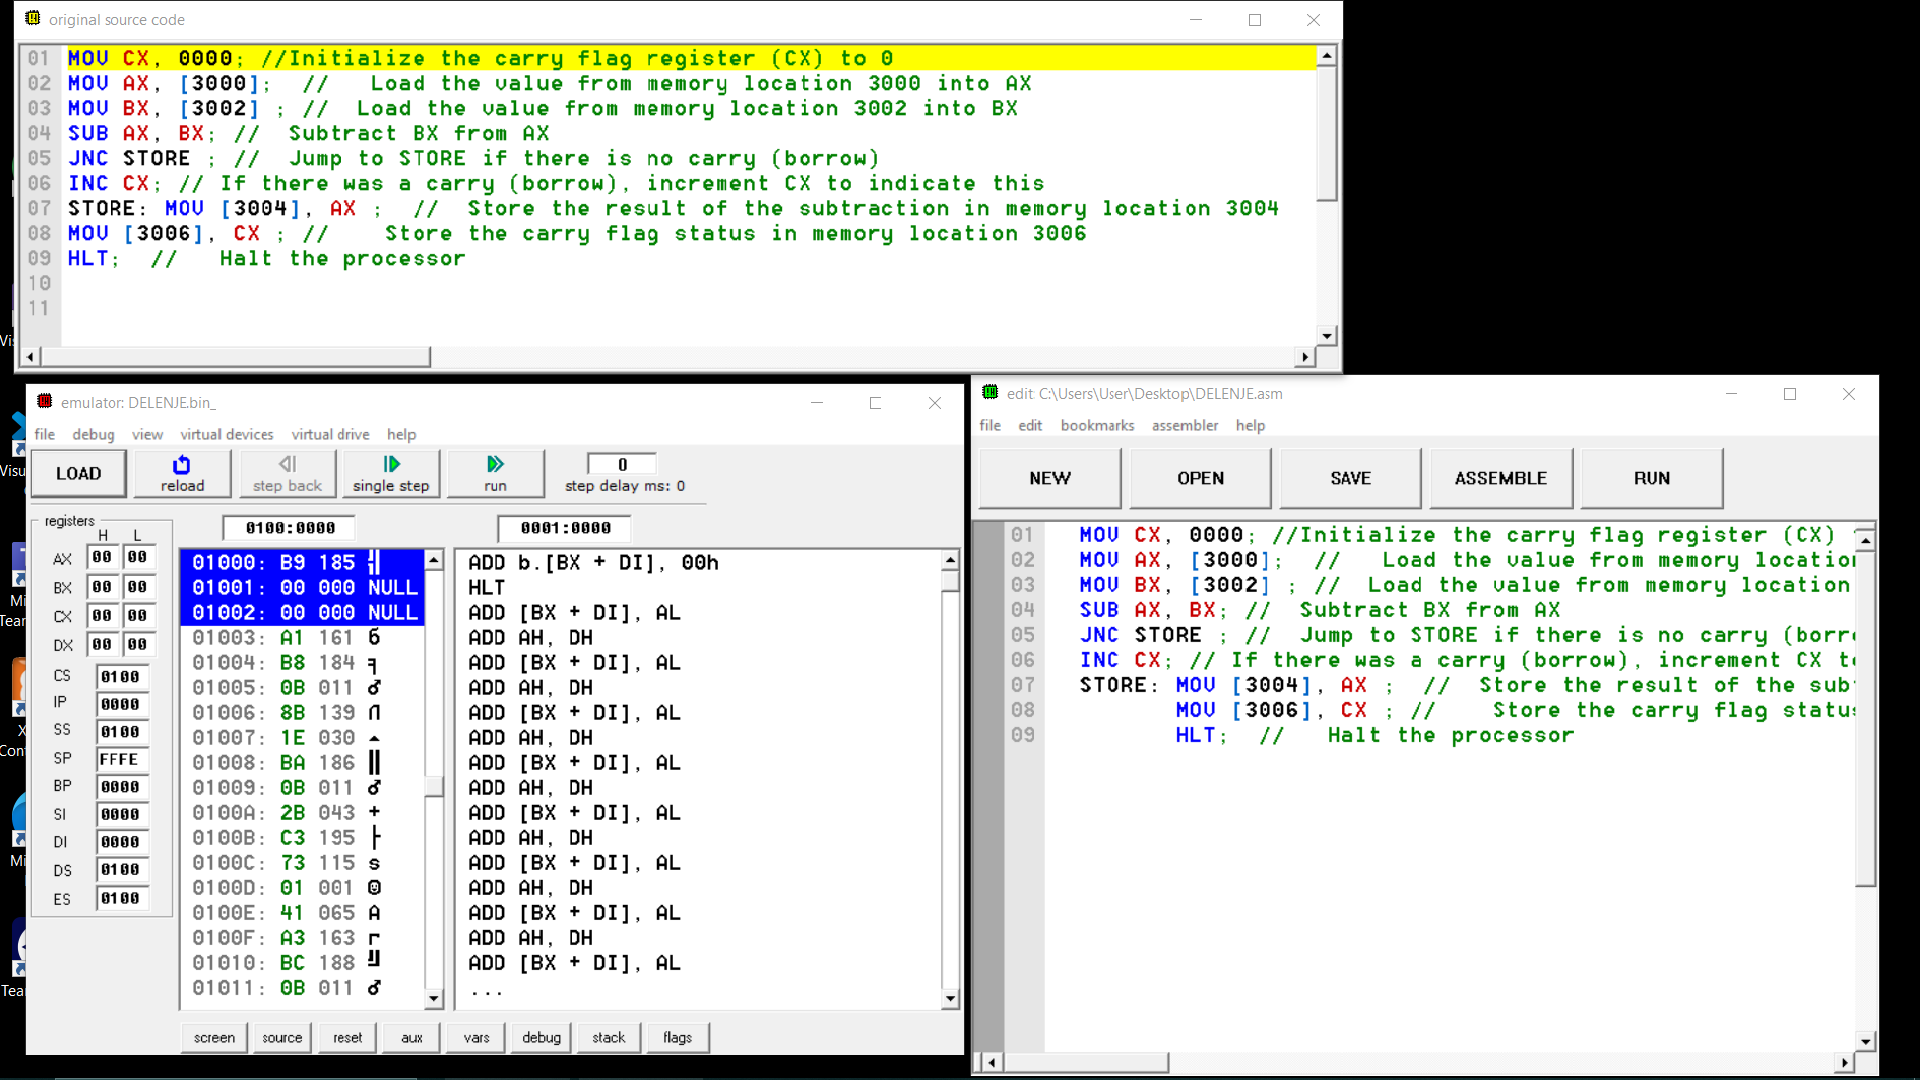 original source code
01 MOV CX, 0000; //Initialize the carry flag register (CX) to 0
02 MOV AX, [3000]; // Load the value from memory location 3000 into AX
03 MOV BX, [3002] ; // Load the value from memory location 3002 into BX
04 SUB AX, BX; // Subtract BX from AX
05 JNC STORE ; // Jump to STORE if there is no carry (borrow)
06 INC CX; // If there was a carry (borrow), increment CX to indicate this
07 STORE: MOV [3004], AX ; // Store the result of the subtraction in memory location 3004
08 MOV [3006], CX ; // Store the carry flag status in memory location 3006
09 HLT; // Halt the processor
10
11
emulator: DELENJE.bin_
file debug view virtual devices virtual drive help
LOAD reload step back single step run 0 step delay ms: 0
registers
H L
AX 00 00
BX 00 00
CX 00 00
DX 00 00
CS 0100
IP 0000
SS 0100
SP FFFE
BP 0000
SI 0000
DI 0000
DS 0100
ES 0100
0100:0000
01000: B9 185 ╣
01001: 00 000 NULL
01002: 00 000 NULL
01003: A1 161 б
01004: B8 184 ╕
01005: 0B 011 ♂
01006: 8B 139 Л
01007: 1E 030 ▲
01008: BA 186 ║
01009: 0B 011 ♂
0100A: 2B 043 +
0100B: C3 195 ├
0100C: 73 115 s
0100D: 01 001 ☺
0100E: 41 065 A
0100F: A3 163 г
01010: BC 188 ╝
01011: 0B 011 ♂
0001:0000
ADD b.[BX + DI], 00h
HLT
ADD [BX + DI], AL
ADD AH, DH
ADD [BX + DI], AL
ADD AH, DH
ADD [BX + DI], AL
ADD AH, DH
ADD [BX + DI], AL
ADD AH, DH
ADD [BX + DI], AL
ADD AH, DH
ADD [BX + DI], AL
ADD AH, DH
ADD [BX + DI], AL
ADD AH, DH
ADD [BX + DI], AL
...
screen source reset aux vars debug stack flags
edit: C:\Users\User\Desktop\DELENJE.asm
file edit bookmarks assembler help
NEW OPEN SAVE ASSEMBLE RUN
01 MOV CX, 0000; //Initialize the carry flag register (CX)
02 MOV AX, [3000]; // Load the value from memory location
03 MOV BX, [3002] ; // Load the value from memory location
04 SUB AX, BX; // Subtract BX from AX
05 JNC STORE ; // Jump to STORE if there is no carry (borr
06 INC CX; // If there was a carry (borrow), increment CX t
07 STORE: MOV [3004], AX ; // Store the result of the sub
08 MOV [3006], CX ; // Store the carry flag statu
09 HLT; // Halt the processor